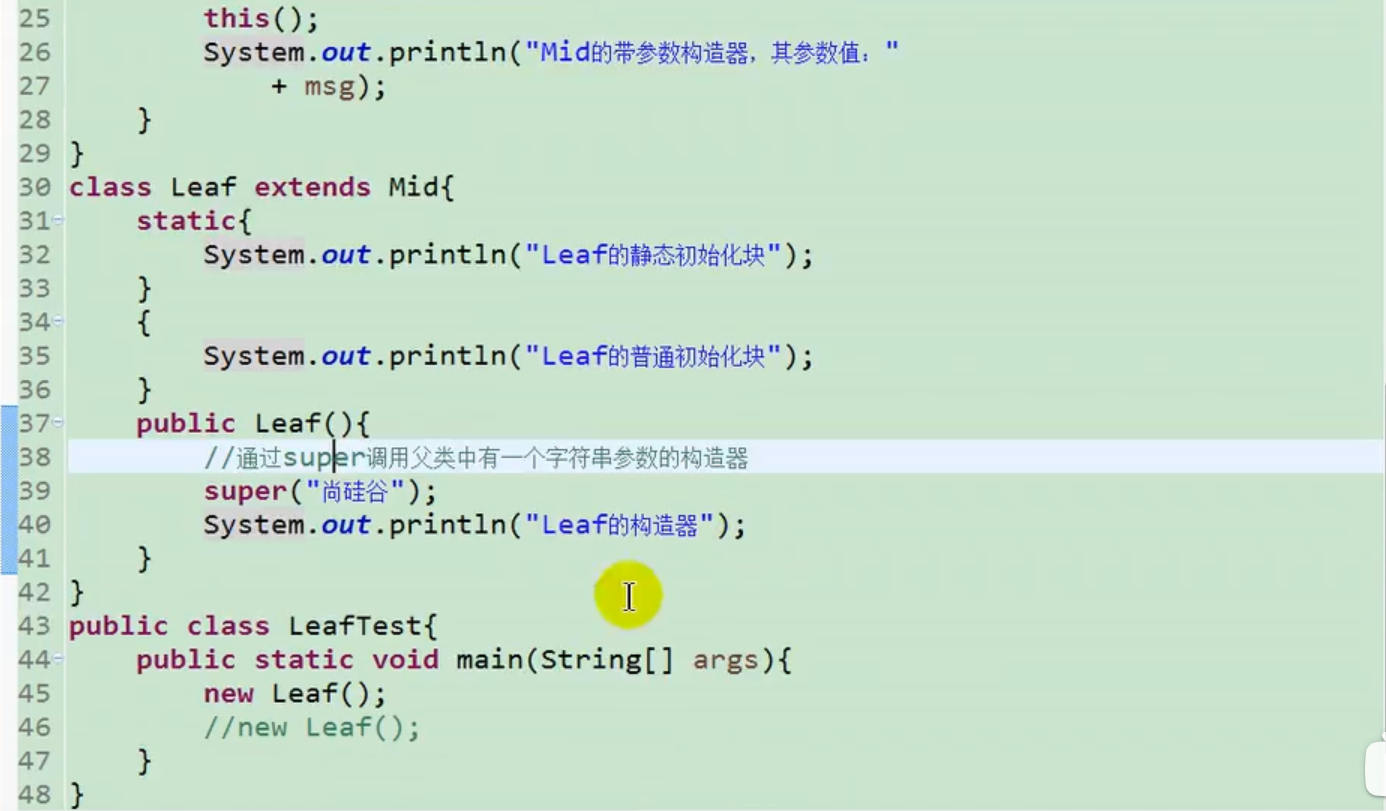 25 this();
26 System.out.println("Mid的带参数构造器，其参数值："
27 + msg);
28 }
29 }
30 class Leaf extends Mid{
31 static{
32 System.out.println("Leaf的静态初始化块");
33 }
34 {
35 System.out.println("Leaf的普通初始化块");
36 }
37 public Leaf(){
38 //通过super调用父类中有一个字符串参数的构造器
39 super("尚硅谷");
40 System.out.println("Leaf的构造器");
41 }
42 }
43 public class LeafTest{
44 public static void main(String[] args){
45 new Leaf();
46 //new Leaf();
47 }
48 }